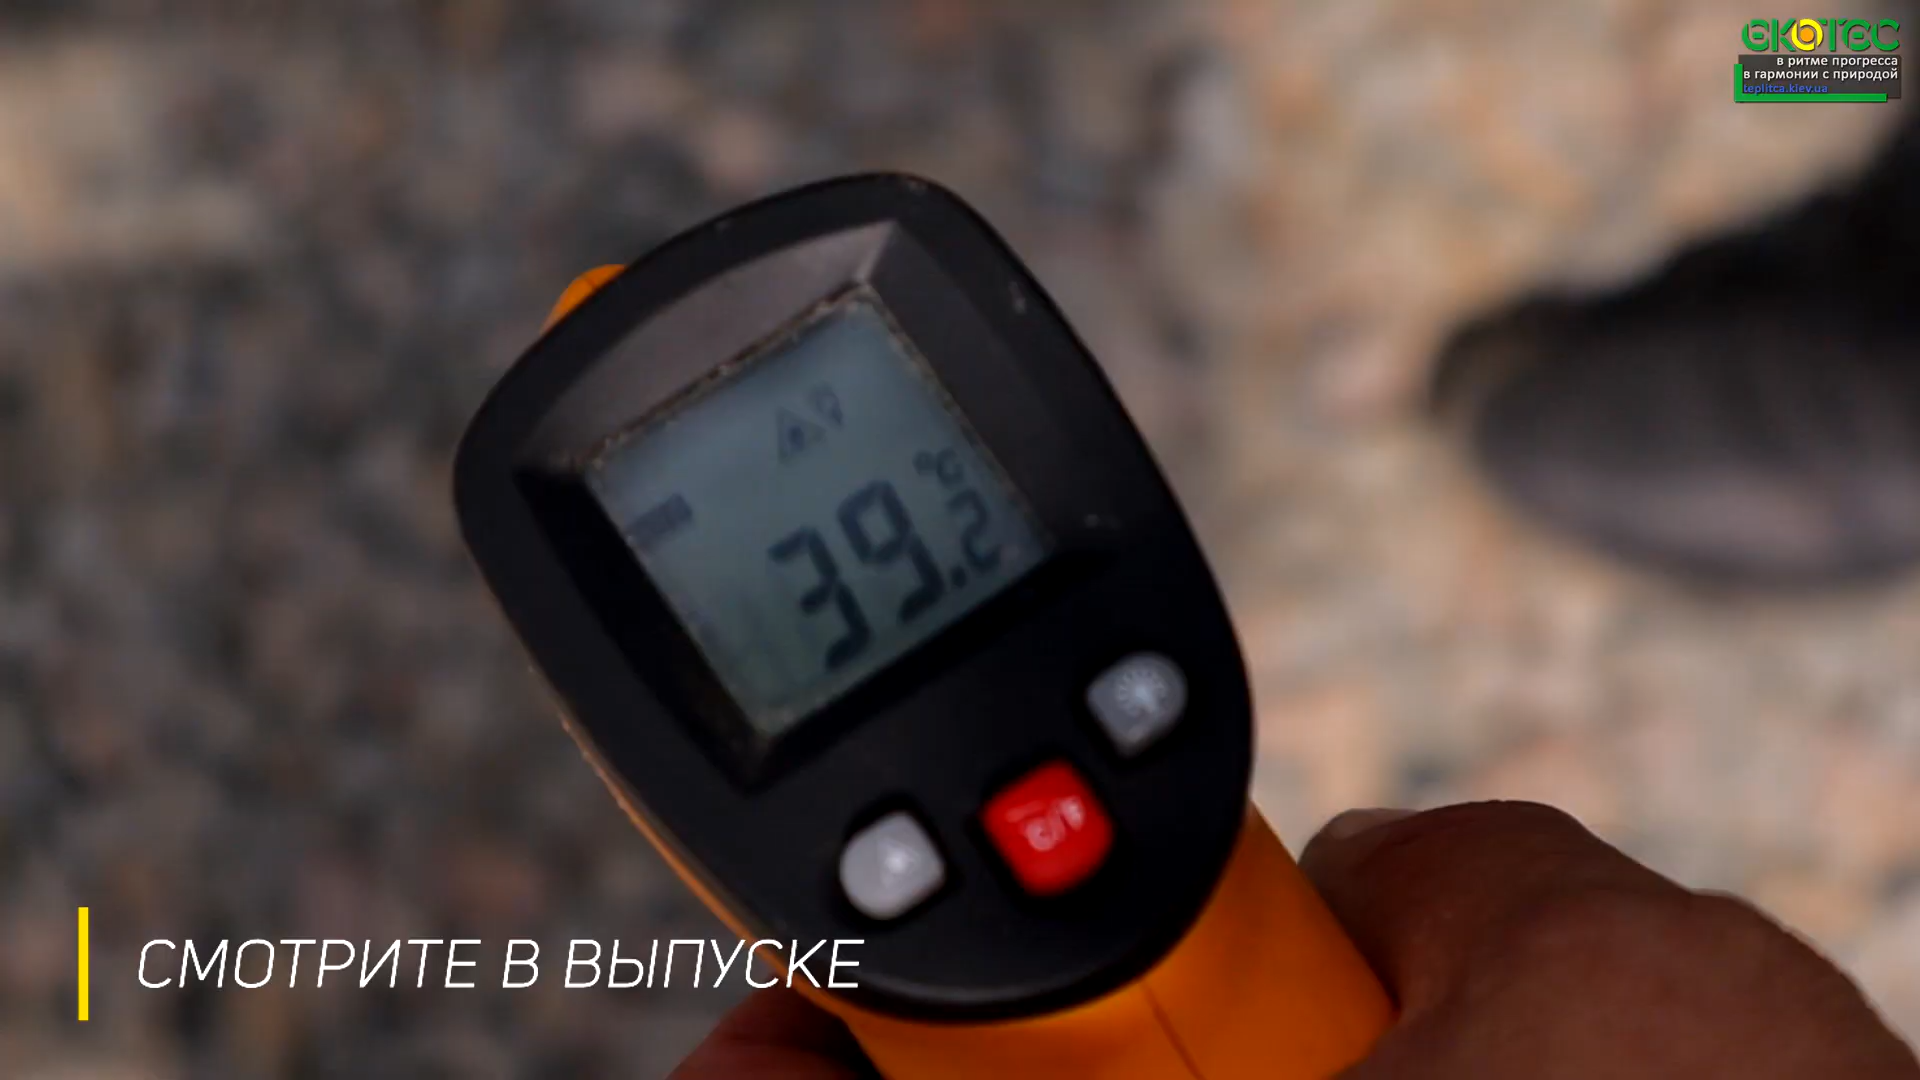 ЕКОТЕС
в ритме прогресса
в гармонии с природой
teplitca.kiev.ua
°C
39.2
СМОТРИТЕ В ВЫПУСКЕ